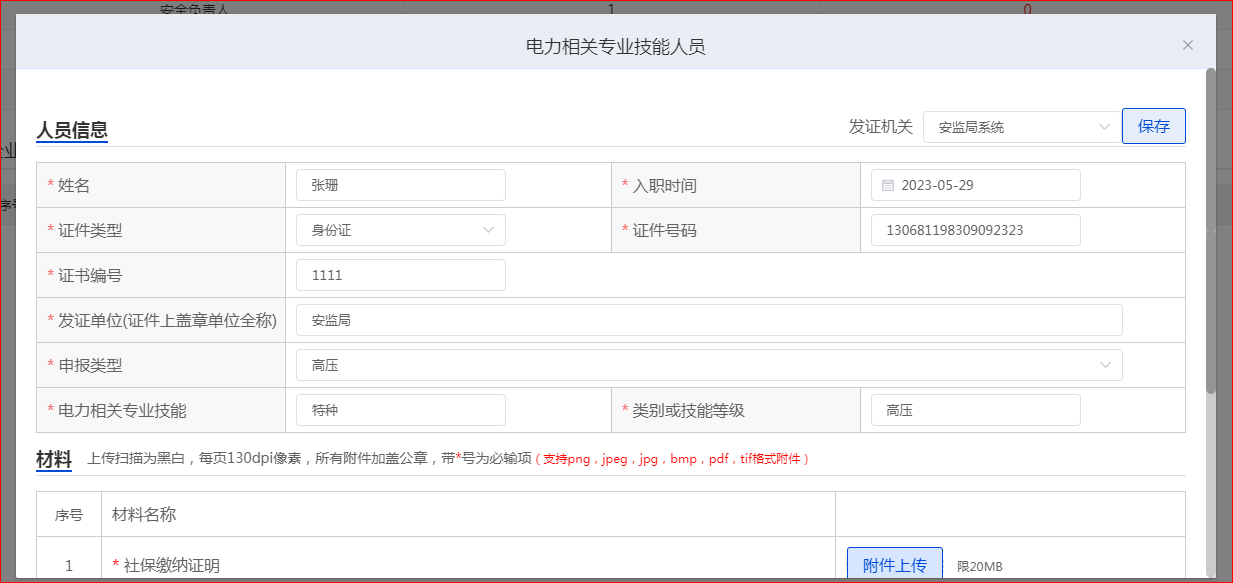 安全负责人 1 0
电力相关专业技能人员
人员信息 发证机关 安监局系统 保存
* 姓名 张珊 * 入职时间 2023-05-29
* 证件类型 身份证 * 证件号码 130681198309092323
* 证书编号 1111
* 发证单位(证件上盖章单位全称) 安监局
* 申报类型 高压
* 电力相关专业技能 特种 * 类别或技能等级 高压
材料 上传扫描为黑白，每页130dpi像素，所有附件加盖公章，带*号为必输项（支持png，jpeg，jpg，bmp，pdf，tif格式附件）
序号 材料名称
1 * 社保缴纳证明 附件上传 限20MB